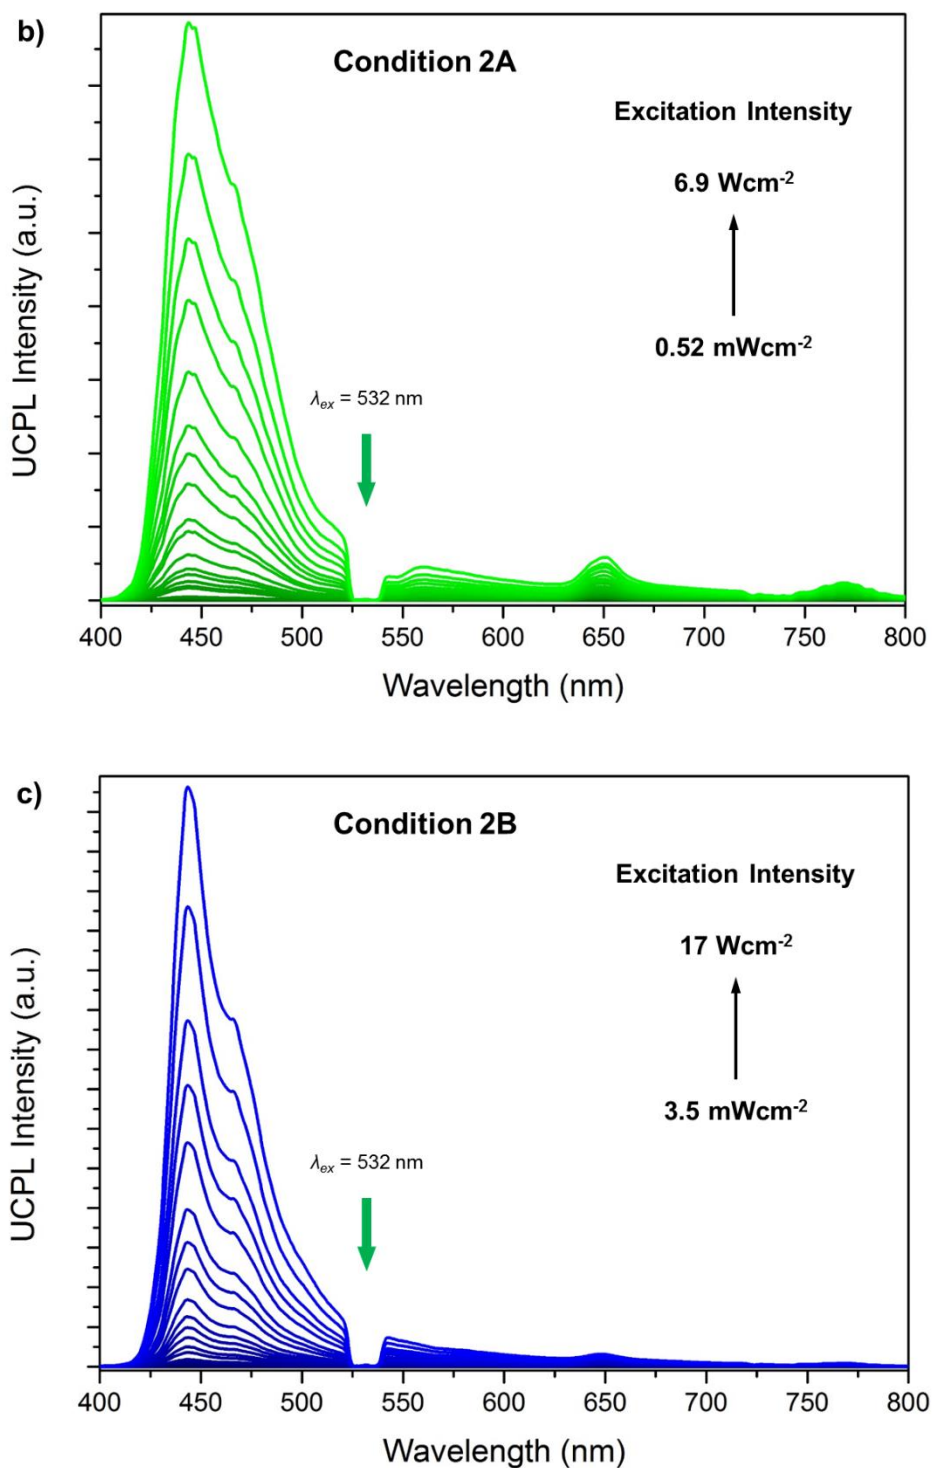 b)
Condition 2A
Excitation Intensity
6.9 Wcm⁻²
0.52 mWcm⁻²
λex = 532 nm
UCPL Intensity (a.u.)
400 450 500 550 600 650 700 750 800
Wavelength (nm)
c)
Condition 2B
Excitation Intensity
17 Wcm⁻²
3.5 mWcm⁻²
λex = 532 nm
UCPL Intensity (a.u.)
400 450 500 550 600 650 700 750 800
Wavelength (nm)